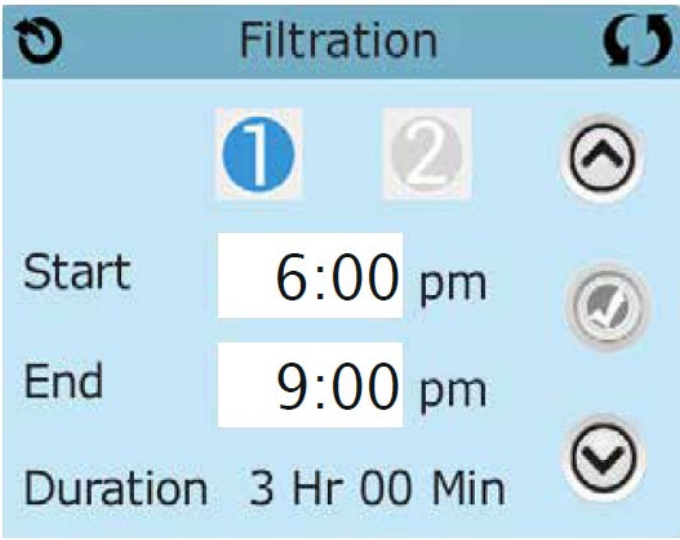 Filtration
1 2
Start 6:00 pm
End 9:00 pm
Duration 3 Hr 00 Min